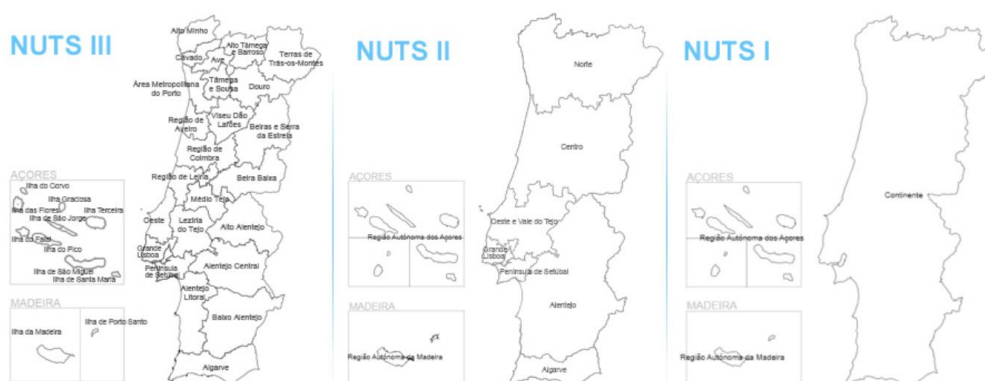 NUTS III
Alto Minho
Alto Tâmega
e Barroso
Terras de
Trás-os-Montes
Cávado
Ave
Área Metropolitana
do Porto
Tâmega
e Sousa
Douro
Região de
Aveiro
Viseu Dão
Lafões
Beiras e Serra
da Estrela
Região de
Coimbra
Região de Leiria
Beira Baixa
Médio Tejo
Oeste
Lezíria
do Tejo
Alto Alentejo
Grande
Lisboa
Península
de Setúbal
Alentejo Central
Alentejo
Litoral
Baixo Alentejo
Algarve
AÇORES
Ilha do Corvo
Ilha Graciosa
Ilha das Flores
Ilha Terceira
Ilha de São Jorge
Ilha do Faial
Ilha do Pico
Ilha de São Miguel
Ilha de Santa Maria
MADEIRA
Ilha de Porto Santo
Ilha da Madeira
NUTS II
Norte
Centro
Oeste e Vale do Tejo
Grande
Lisboa
Península de Setúbal
Alentejo
Algarve
AÇORES
Região Autónoma dos Açores
MADEIRA
Região Autónoma da Madeira
NUTS I
Continente
AÇORES
Região Autónoma dos Açores
MADEIRA
Região Autónoma da Madeira